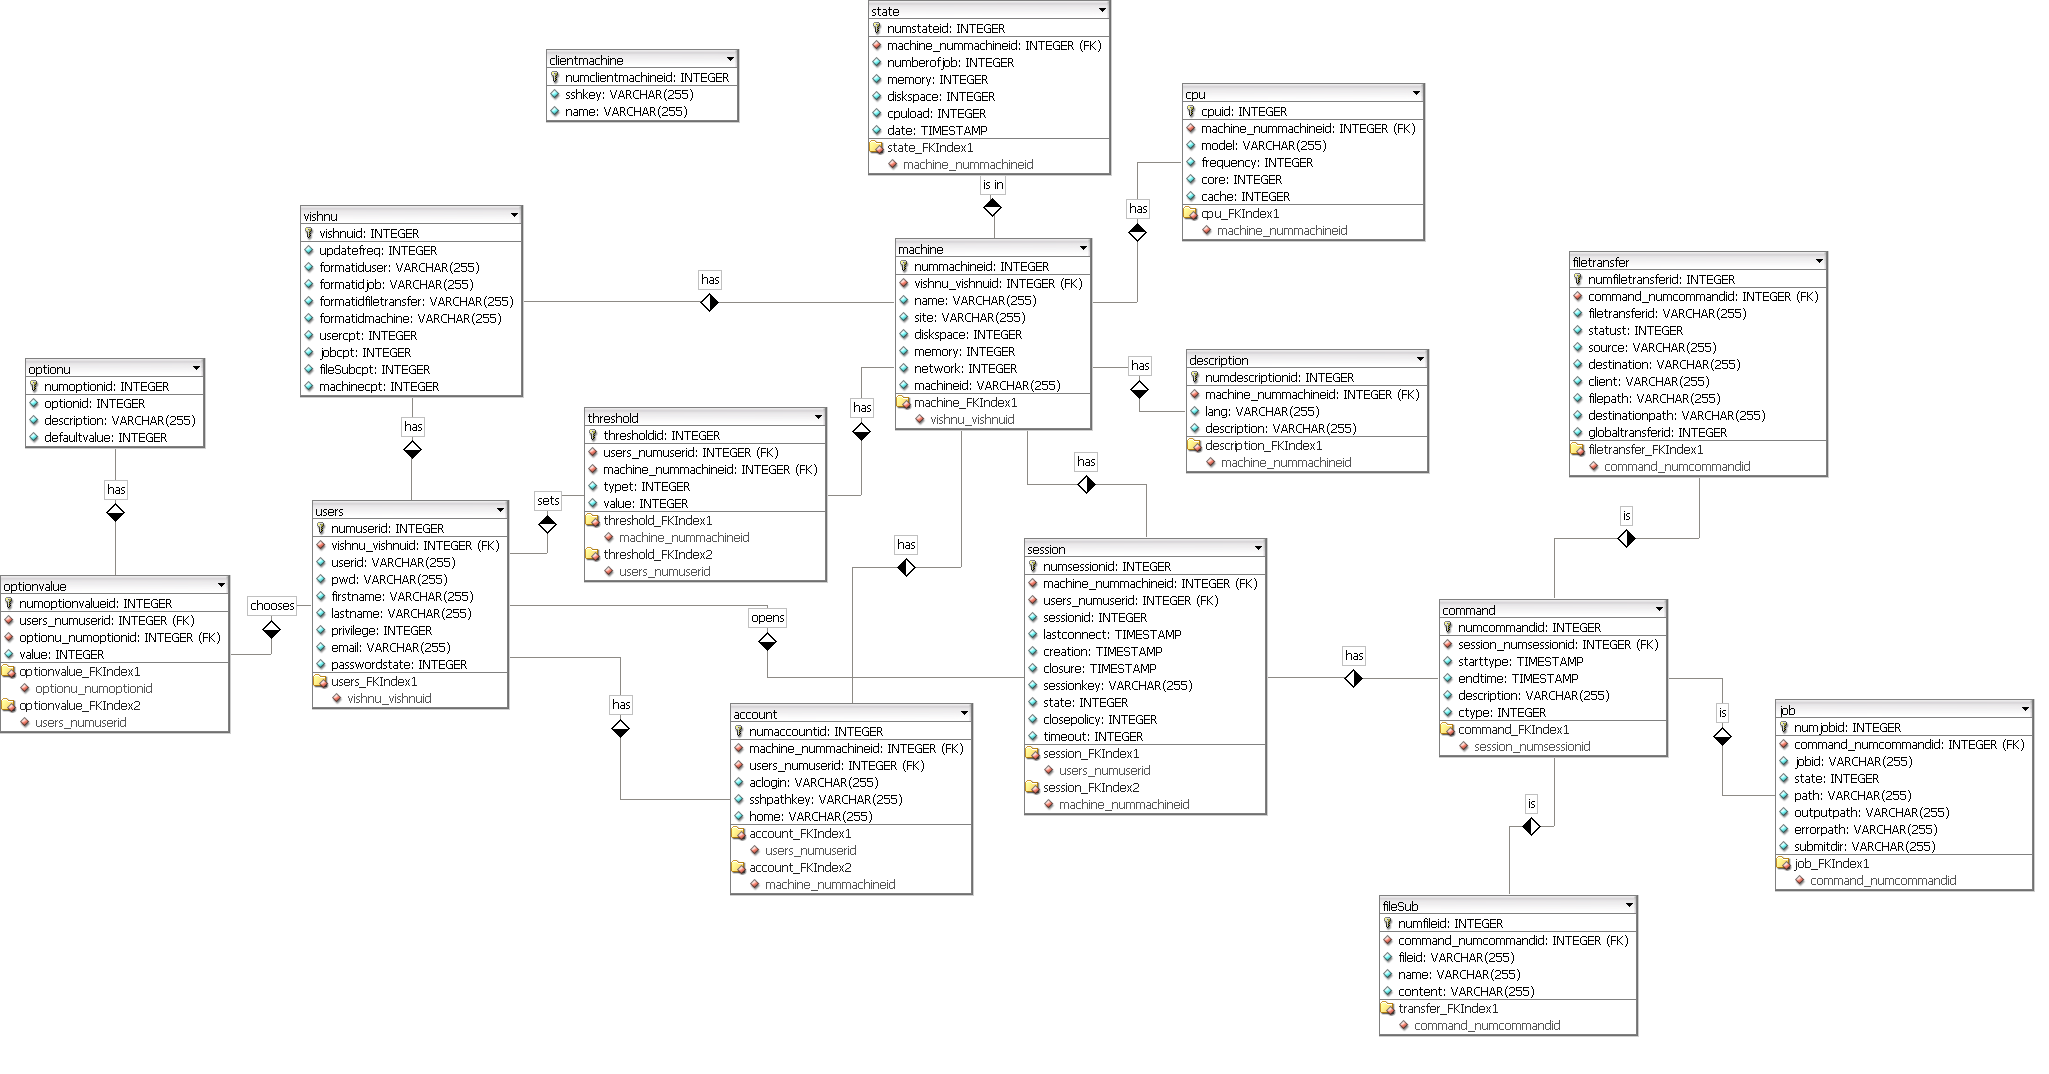 state
numstateid: INTEGER
machine_nummachineid: INTEGER (FK)
numberofjob: INTEGER
memory: INTEGER
diskspace: INTEGER
cpuload: INTEGER
date: TIMESTAMP
state_FKIndex1
machine_nummachineid
clientmachine
numclientmachineid: INTEGER
sshkey: VARCHAR(255)
name: VARCHAR(255)
cpu
cpuid: INTEGER
machine_nummachineid: INTEGER (FK)
model: VARCHAR(255)
frequency: INTEGER
core: INTEGER
cache: INTEGER
cpu_FKIndex1
machine_nummachineid
is in
has
vishnu
vishnuid: INTEGER
updatefreq: INTEGER
formatiduser: VARCHAR(255)
formatidjob: VARCHAR(255)
formatidfiletransfer: VARCHAR(255)
formatidmachine: VARCHAR(255)
usercpt: INTEGER
jobcpt: INTEGER
fileSubcpt: INTEGER
machinecpt: INTEGER
has
machine
nummachineid: INTEGER
vishnu_vishnuid: INTEGER (FK)
name: VARCHAR(255)
site: VARCHAR(255)
diskspace: INTEGER
memory: INTEGER
network: INTEGER
machineid: VARCHAR(255)
machine_FKIndex1
vishnu_vishnuid
filetransfer
numfiletransferid: INTEGER
command_numcommandid: INTEGER (FK)
filetransferid: VARCHAR(255)
statust: INTEGER
source: VARCHAR(255)
destination: VARCHAR(255)
client: VARCHAR(255)
filepath: VARCHAR(255)
destinationpath: VARCHAR(255)
globaltransferid: INTEGER
filetransfer_FKIndex1
command_numcommandid
optionu
numoptionid: INTEGER
optionid: INTEGER
description: VARCHAR(255)
defaultvalue: INTEGER
has
description
numdescriptionid: INTEGER
machine_nummachineid: INTEGER (FK)
lang: VARCHAR(255)
description: VARCHAR(255)
description_FKIndex1
machine_nummachineid
has
has
threshold
thresholdid: INTEGER
users_numuserid: INTEGER (FK)
machine_nummachineid: INTEGER (FK)
typet: INTEGER
value: INTEGER
threshold_FKIndex1
machine_nummachineid
threshold_FKIndex2
users_numuserid
has
has
sets
is
users
numuserid: INTEGER
vishnu_vishnuid: INTEGER (FK)
userid: VARCHAR(255)
pwd: VARCHAR(255)
firstname: VARCHAR(255)
lastname: VARCHAR(255)
privilege: INTEGER
email: VARCHAR(255)
passwordstate: INTEGER
users_FKIndex1
vishnu_vishnuid
has
session
numsessionid: INTEGER
machine_nummachineid: INTEGER (FK)
users_numuserid: INTEGER (FK)
sessionid: INTEGER
lastconnect: TIMESTAMP
creation: TIMESTAMP
closure: TIMESTAMP
sessionkey: VARCHAR(255)
state: INTEGER
closepolicy: INTEGER
timeout: INTEGER
session_FKIndex1
users_numuserid
session_FKIndex2
machine_nummachineid
optionvalue
numoptionvalueid: INTEGER
users_numuserid: INTEGER (FK)
optionu_numoptionid: INTEGER (FK)
value: INTEGER
optionvalue_FKIndex1
optionu_numoptionid
optionvalue_FKIndex2
users_numuserid
chooses
opens
command
numcommandid: INTEGER
session_numsessionid: INTEGER (FK)
starttype: TIMESTAMP
endtime: TIMESTAMP
description: VARCHAR(255)
ctype: INTEGER
command_FKIndex1
session_numsessionid
has
has
is
account
numaccountid: INTEGER
machine_nummachineid: INTEGER (FK)
users_numuserid: INTEGER (FK)
aclogin: VARCHAR(255)
sshpathkey: VARCHAR(255)
home: VARCHAR(255)
account_FKIndex1
users_numuserid
account_FKIndex2
machine_nummachineid
job
numjobid: INTEGER
command_numcommandid: INTEGER (FK)
jobid: VARCHAR(255)
state: INTEGER
path: VARCHAR(255)
outputpath: VARCHAR(255)
errorpath: VARCHAR(255)
submitdir: VARCHAR(255)
job_FKIndex1
command_numcommandid
is
fileSub
numfileid: INTEGER
command_numcommandid: INTEGER (FK)
fileid: VARCHAR(255)
name: VARCHAR(255)
content: VARCHAR(255)
transfer_FKIndex1
command_numcommandid